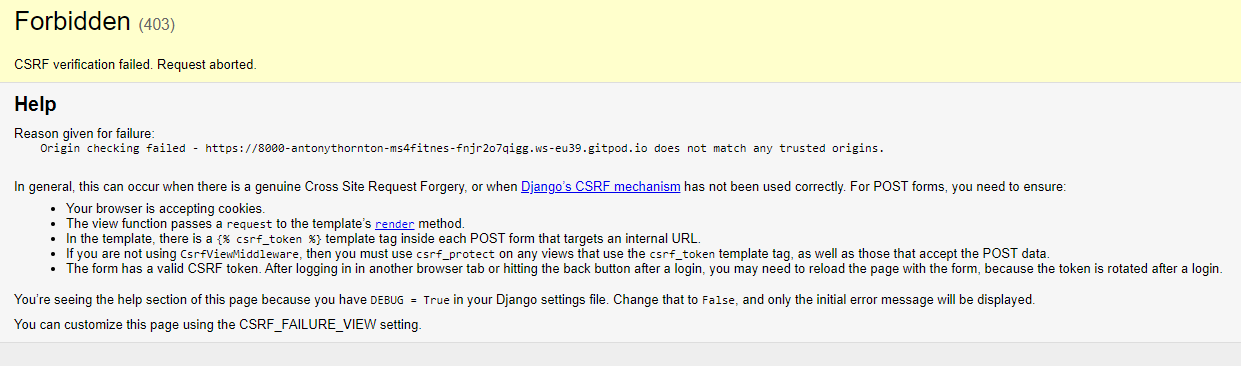 Forbidden (403)
CSRF verification failed. Request aborted.
Help
Reason given for failure:
Origin checking failed - https://8000-antonythornton-ms4fitnes-fnjr2o7qigg.ws-eu39.gitpod.io does not match any trusted origins.
In general, this can occur when there is a genuine Cross Site Request Forgery, or when Django’s CSRF mechanism has not been used correctly. For POST forms, you need to ensure:
• Your browser is accepting cookies.
• The view function passes a request to the template’s render method.
• In the template, there is a {% csrf_token %} template tag inside each POST form that targets an internal URL.
• If you are not using CsrfViewMiddleware, then you must use csrf_protect on any views that use the csrf_token template tag, as well as those that accept the POST data.
• The form has a valid CSRF token. After logging in in another browser tab or hitting the back button after a login, you may need to reload the page with the form, because the token is rotated after a login.
You’re seeing the help section of this page because you have DEBUG = True in your Django settings file. Change that to False, and only the initial error message will be displayed.
You can customize this page using the CSRF_FAILURE_VIEW setting.